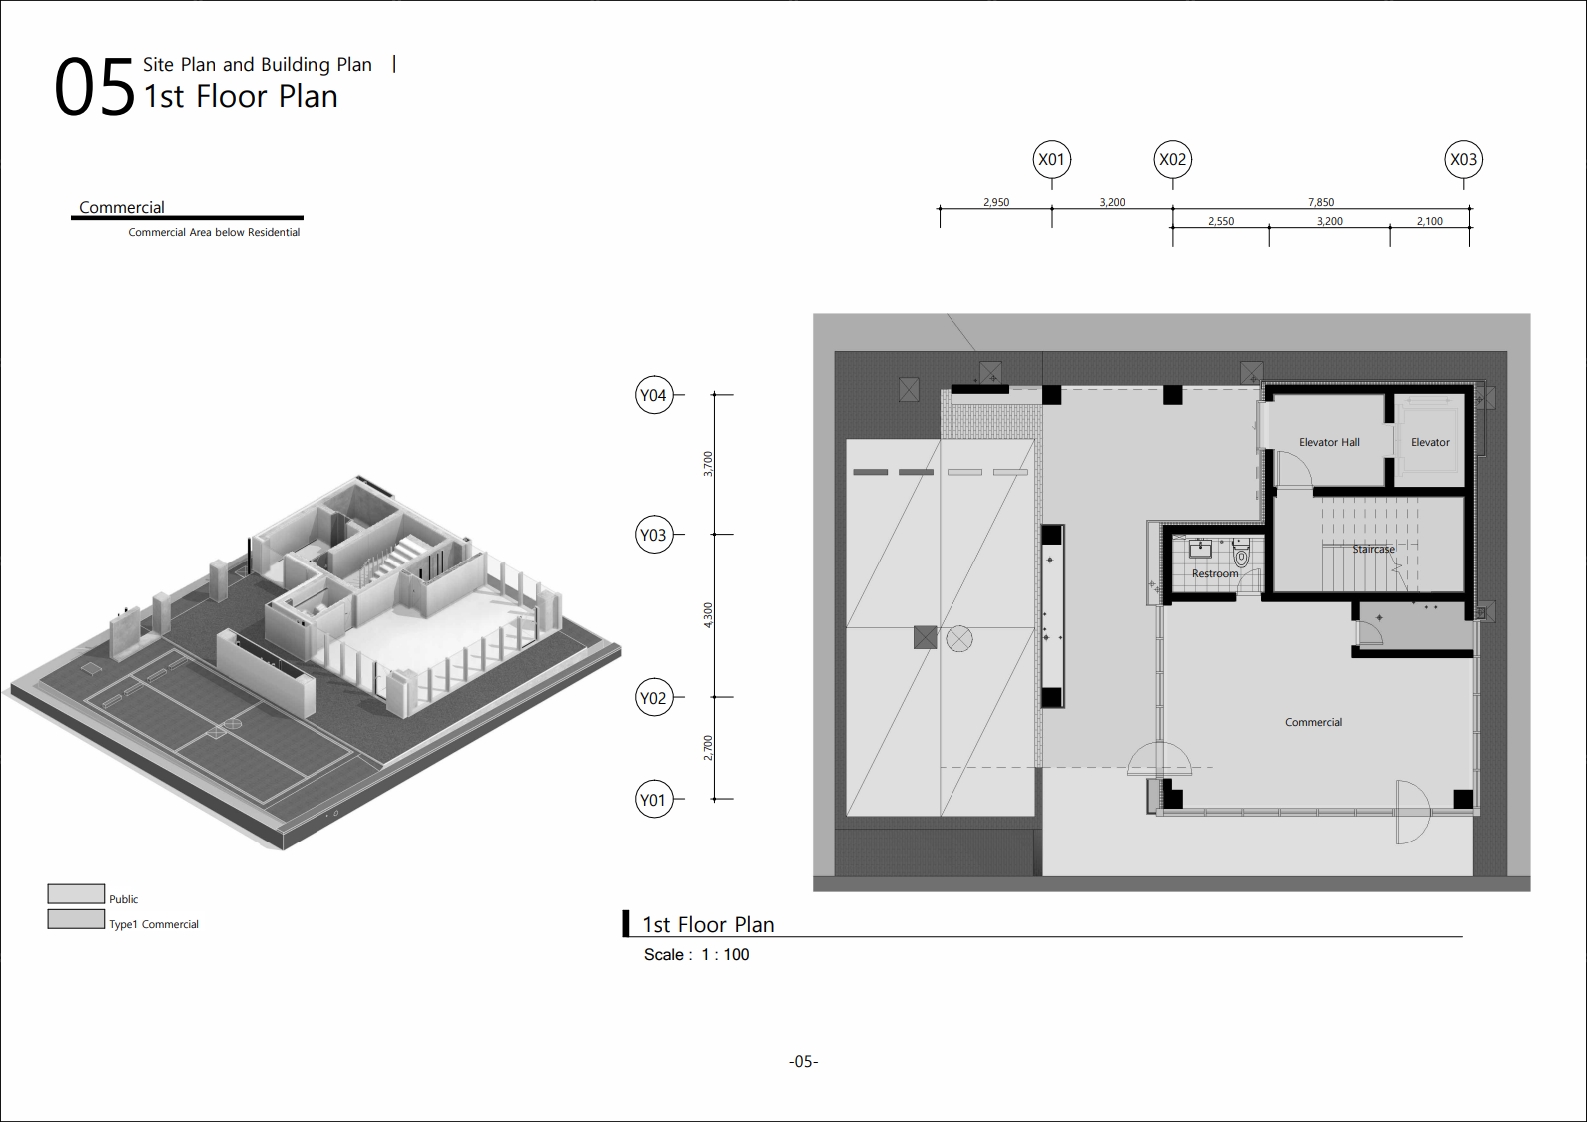 05
Site Plan and Building Plan |
1st Floor Plan
Commercial
Commercial Area below Residential
X01
X02
X03
2,950
3,200
7,850
2,550
3,200
2,100
Y04
Y03
Y02
Y01
3,700
4,300
2,700
Elevator Hall
Elevator
Staircase
Restroom
Commercial
Public
Type1 Commercial
1st Floor Plan
Scale : 1 : 100
-05-